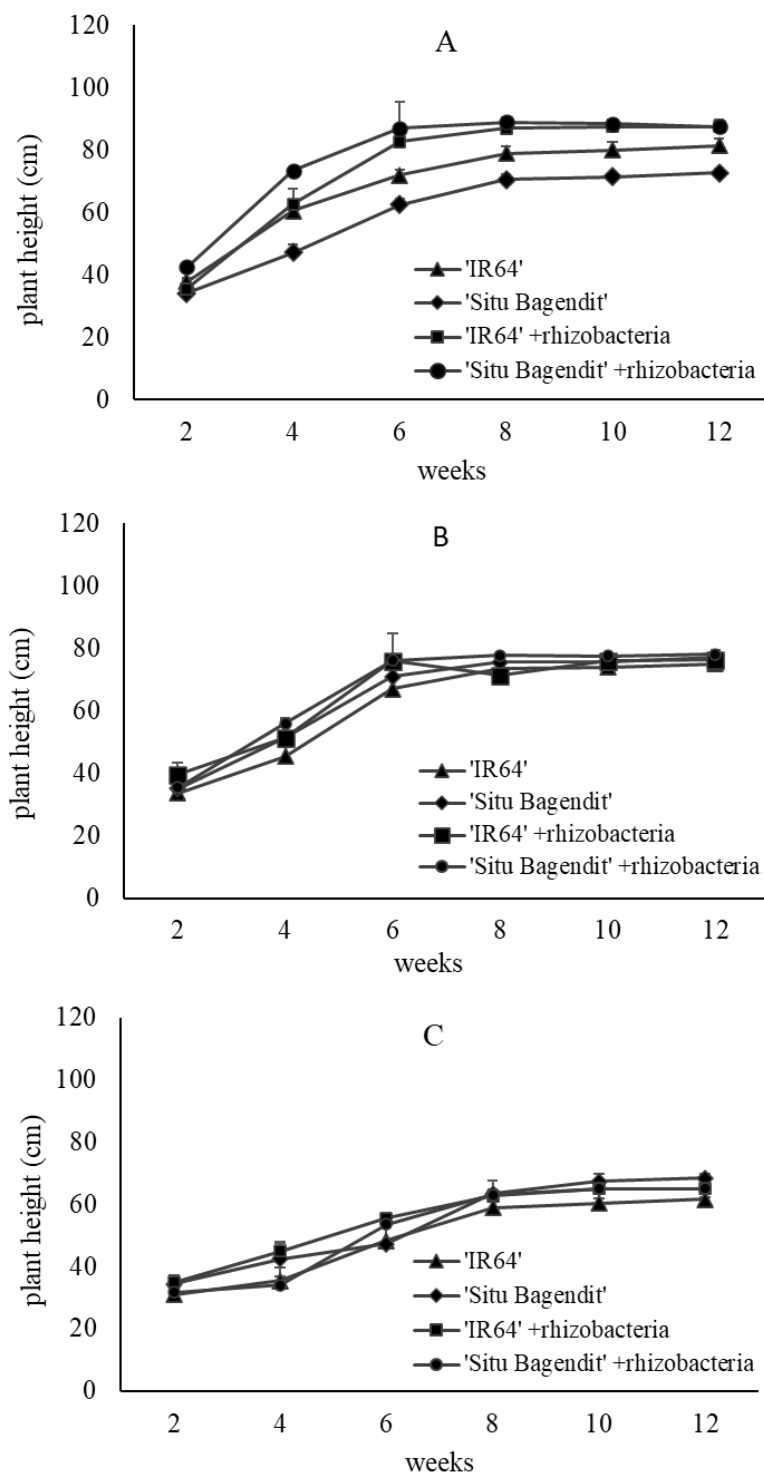 A
120
100
80
60
40
20
0
plant height (cm)
'IR64'
'Situ Bagendit'
'IR64' +rhizobacteria
'Situ Bagendit' +rhizobacteria
2 4 6 8 10 12
weeks
B
120
100
80
60
40
20
0
plant height (cm)
'IR64'
'Situ Bagendit'
'IR64' +rhizobacteria
'Situ Bagendit' +rhizobacteria
2 4 6 8 10 12
weeks
C
120
100
80
60
40
20
0
plant height (cm)
'IR64'
'Situ Bagendit'
'IR64' +rhizobacteria
'Situ Bagendit' +rhizobacteria
2 4 6 8 10 12
weeks